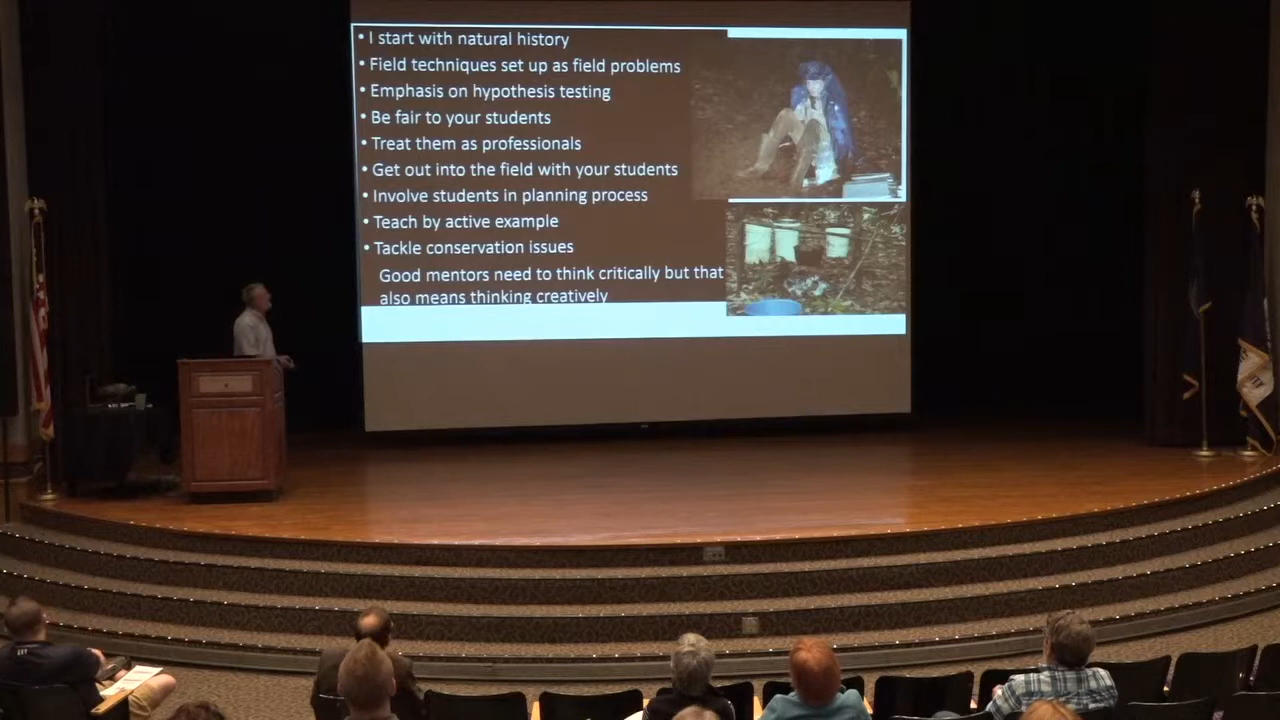 • I start with natural history
• Field techniques set up as field problems
• Emphasis on hypothesis testing
• Be fair to your students
• Treat them as professionals
• Get out into the field with your students
• Involve students in planning process
• Teach by active example
• Tackle conservation issues
Good mentors need to think critically but that
also means thinking creatively